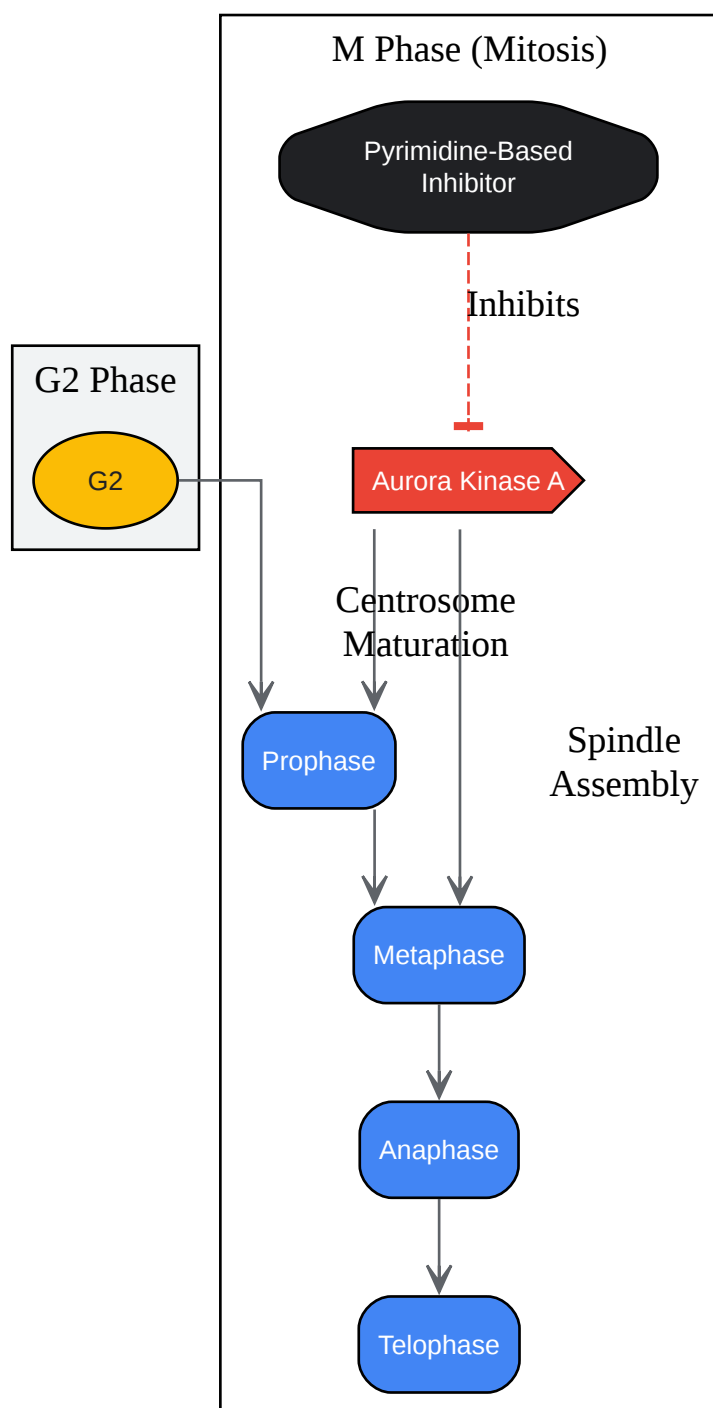 M Phase (Mitosis)
Pyrimidine-Based
Inhibitor
Inhibits
G2 Phase
G2
Aurora Kinase A
Centrosome
Maturation
Spindle
Assembly
Prophase
Metaphase
Anaphase
Telophase